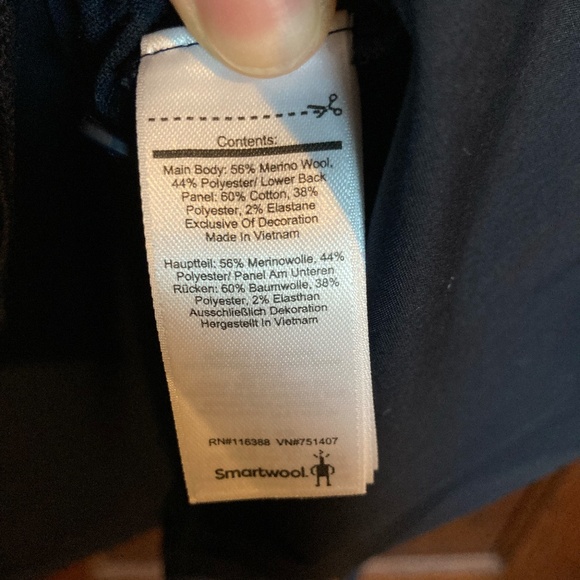 Contents:
Main Body: 56% Merino Wool,
44% Polyester/ Lower Back
Panel: 60% Cotton, 38%
Polyester, 2% Elastane
Exclusive Of Decoration
Made In Vietnam
Hauptteil: 56% Merinowolle, 44%
Polyester/ Panel Am Unteren
Rücken: 60% Baumwolle, 38%
Polyester, 2% Elasthan
Ausschließlich Dekoration
Hergestellt In Vietnam
RN#116388 VN#751407
Smartwool.